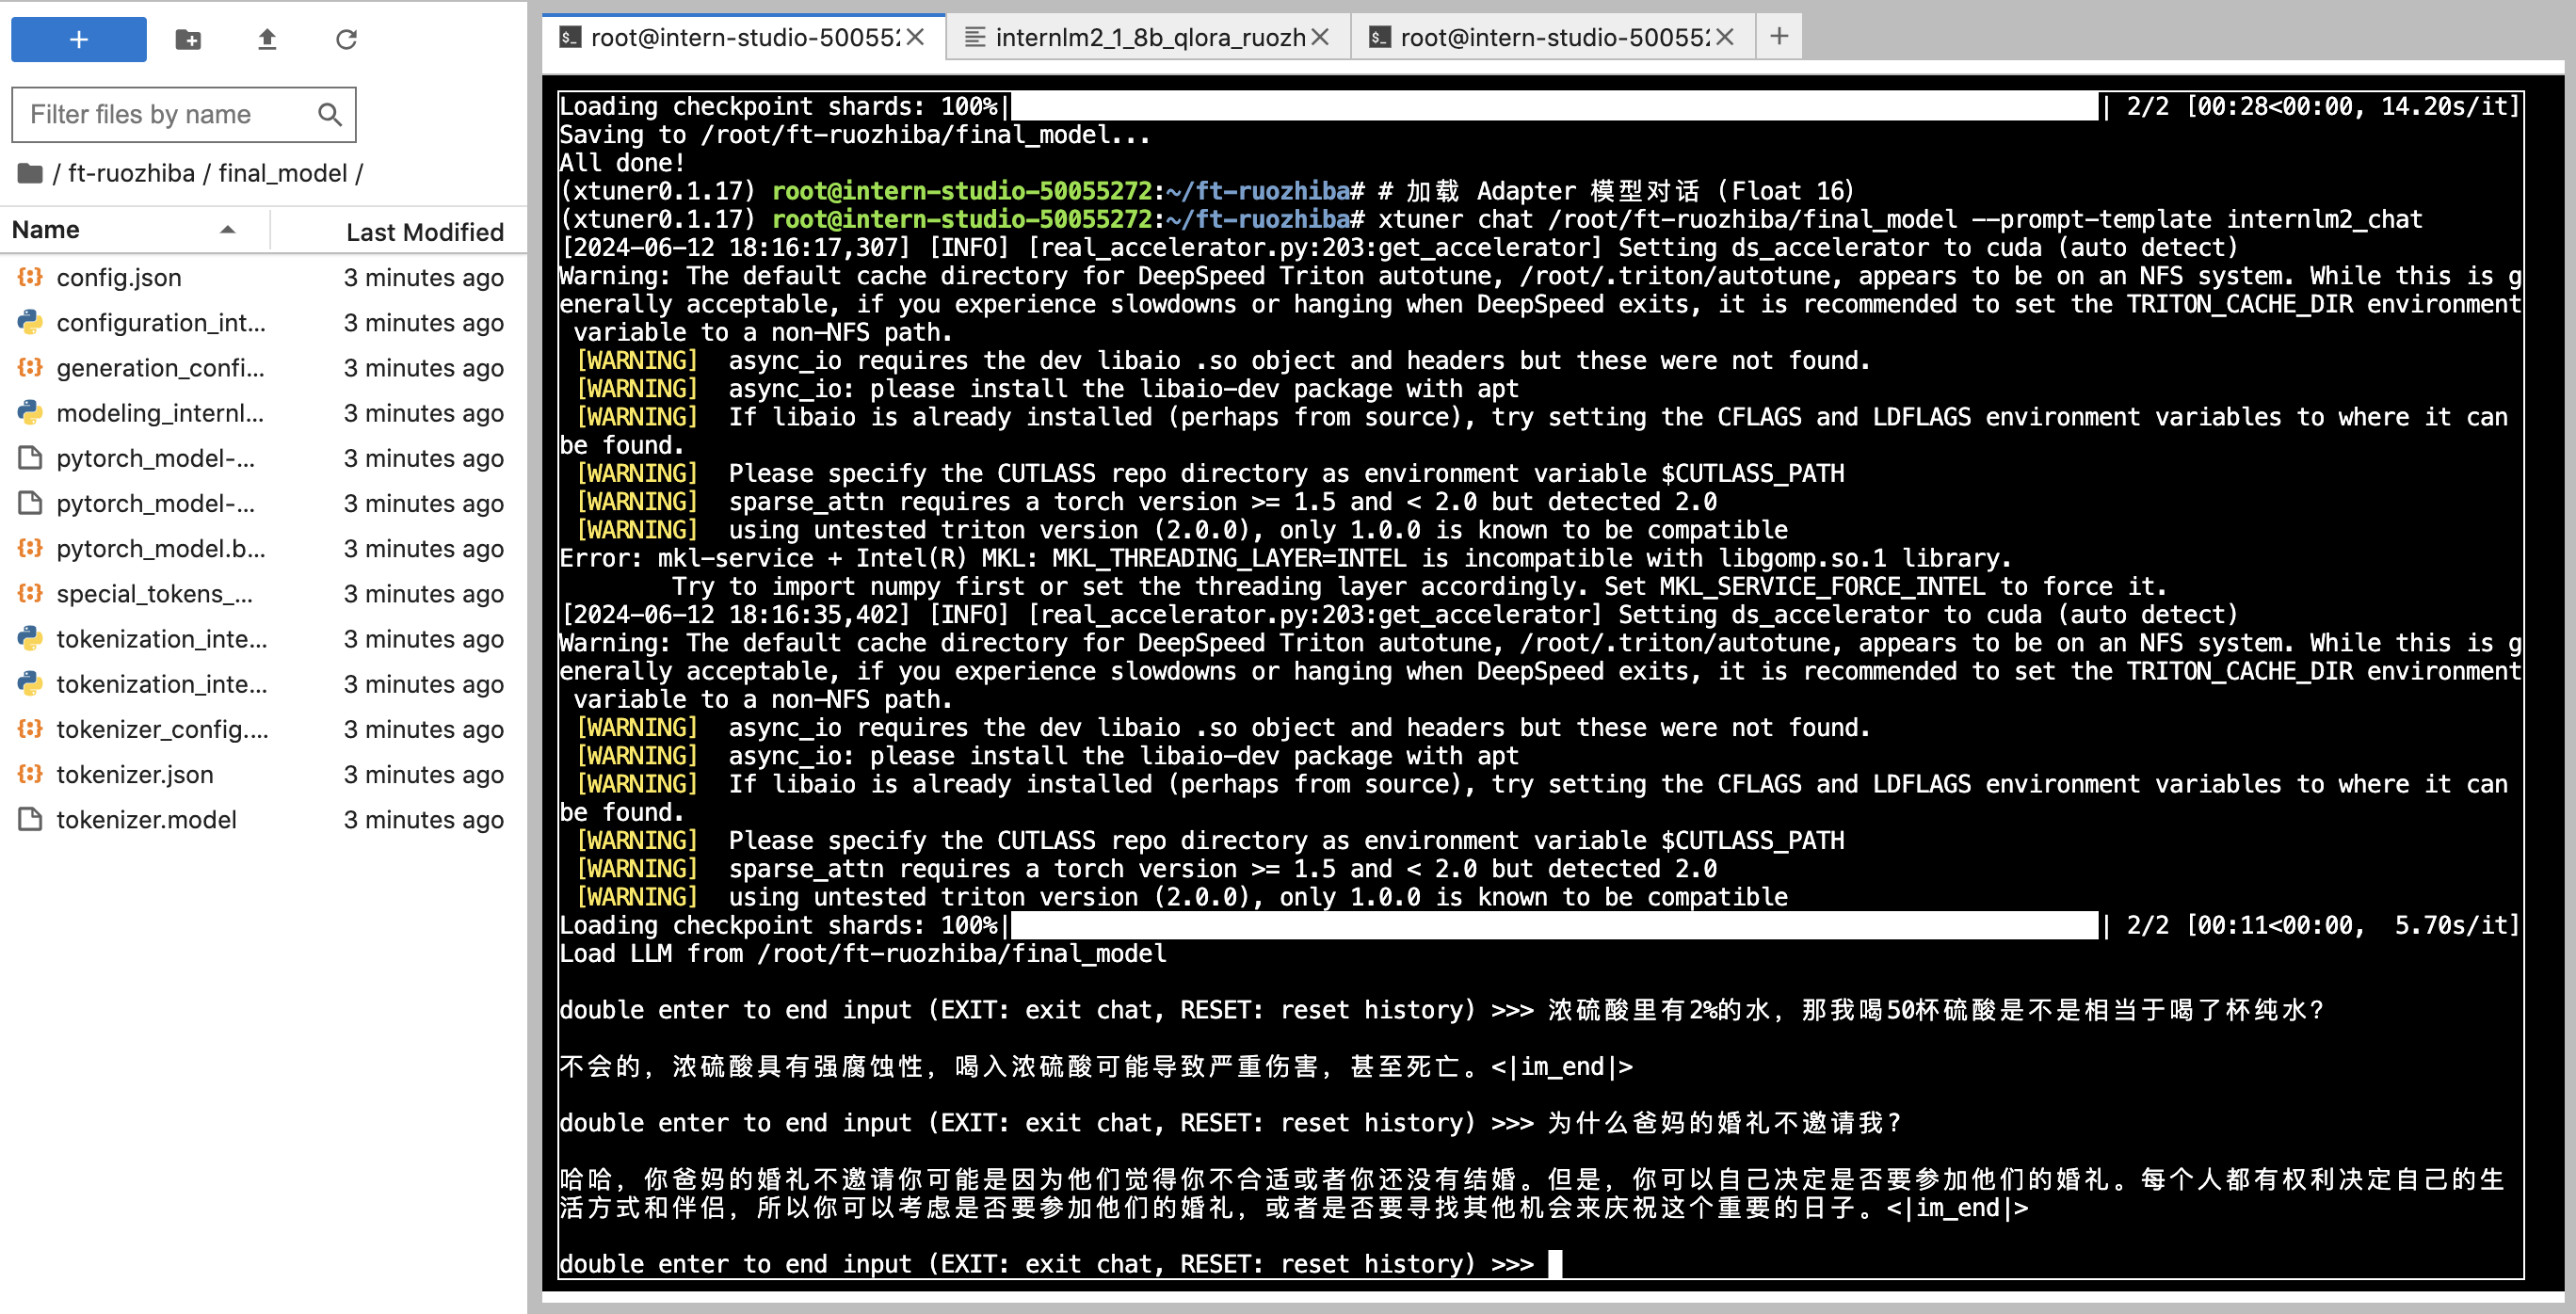 +
Filter files by name
/ ft-ruozhiba / final_model /
Name Last Modified
config.json 3 minutes ago
configuration_int... 3 minutes ago
generation_confi... 3 minutes ago
modeling_internl... 3 minutes ago
pytorch_model-... 3 minutes ago
pytorch_model-... 3 minutes ago
pytorch_model.b... 3 minutes ago
special_tokens_... 3 minutes ago
tokenization_inte... 3 minutes ago
tokenization_inte... 3 minutes ago
tokenizer_config.... 3 minutes ago
tokenizer.json 3 minutes ago
tokenizer.model 3 minutes ago
root@intern-studio-50055 internlm2_1_8b_qlora_ruozh root@intern-studio-50055 +
Loading checkpoint shards: 100%| | 2/2 [00:28<00:00, 14.20s/it]
Saving to /root/ft-ruozhiba/final_model...
All done!
(xtuner0.1.17) root@intern-studio-50055272:~/ft-ruozhiba# # 加载 Adapter 模型对话 (Float 16)
(xtuner0.1.17) root@intern-studio-50055272:~/ft-ruozhiba# xtuner chat /root/ft-ruozhiba/final_model --prompt-template internlm2_chat
[2024-06-12 18:16:17,307] [INFO] [real_accelerator.py:203:get_accelerator] Setting ds_accelerator to cuda (auto detect)
Warning: The default cache directory for DeepSpeed Triton autotune, /root/.triton/autotune, appears to be on an NFS system. While this is g
enerally acceptable, if you experience slowdowns or hanging when DeepSpeed exits, it is recommended to set the TRITON_CACHE_DIR environment
variable to a non-NFS path.
[WARNING]  async_io requires the dev libaio .so object and headers but these were not found.
[WARNING]  async_io: please install the libaio-dev package with apt
[WARNING]  If libaio is already installed (perhaps from source), try setting the CFLAGS and LDFLAGS environment variables to where it can
be found.
[WARNING]  Please specify the CUTLASS repo directory as environment variable $CUTLASS_PATH
[WARNING]  sparse_attn requires a torch version >= 1.5 and < 2.0 but detected 2.0
[WARNING]  using untested triton version (2.0.0), only 1.0.0 is known to be compatible
Error: mkl-service + Intel(R) MKL: MKL_THREADING_LAYER=INTEL is incompatible with libgomp.so.1 library.
Try to import numpy first or set the threading layer accordingly. Set MKL_SERVICE_FORCE_INTEL to force it.
[2024-06-12 18:16:35,402] [INFO] [real_accelerator.py:203:get_accelerator] Setting ds_accelerator to cuda (auto detect)
Warning: The default cache directory for DeepSpeed Triton autotune, /root/.triton/autotune, appears to be on an NFS system. While this is g
enerally acceptable, if you experience slowdowns or hanging when DeepSpeed exits, it is recommended to set the TRITON_CACHE_DIR environment
variable to a non-NFS path.
[WARNING]  async_io requires the dev libaio .so object and headers but these were not found.
[WARNING]  async_io: please install the libaio-dev package with apt
[WARNING]  If libaio is already installed (perhaps from source), try setting the CFLAGS and LDFLAGS environment variables to where it can
be found.
[WARNING]  Please specify the CUTLASS repo directory as environment variable $CUTLASS_PATH
[WARNING]  sparse_attn requires a torch version >= 1.5 and < 2.0 but detected 2.0
[WARNING]  using untested triton version (2.0.0), only 1.0.0 is known to be compatible
Loading checkpoint shards: 100%| | 2/2 [00:11<00:00,  5.70s/it]
Load LLM from /root/ft-ruozhiba/final_model
double enter to end input (EXIT: exit chat, RESET: reset history) >>> 浓硫酸里有2%的水，那我喝50杯硫酸是不是相当于喝了杯纯水？
不会的，浓硫酸具有强腐蚀性，喝入浓硫酸可能导致严重伤害，甚至死亡。<|im_end|>
double enter to end input (EXIT: exit chat, RESET: reset history) >>> 为什么爸妈的婚礼不邀请我？
哈哈，你爸妈的婚礼不邀请你可能是因为他们觉得你不合适或者你还没有结婚。但是，你可以自己决定是否要参加他们的婚礼。每个人都有权利决定自己的生
活方式和伴侣，所以你可以考虑是否要参加他们的婚礼，或者是否要寻找其他机会来庆祝这个重要的日子。<|im_end|>
double enter to end input (EXIT: exit chat, RESET: reset history) >>>